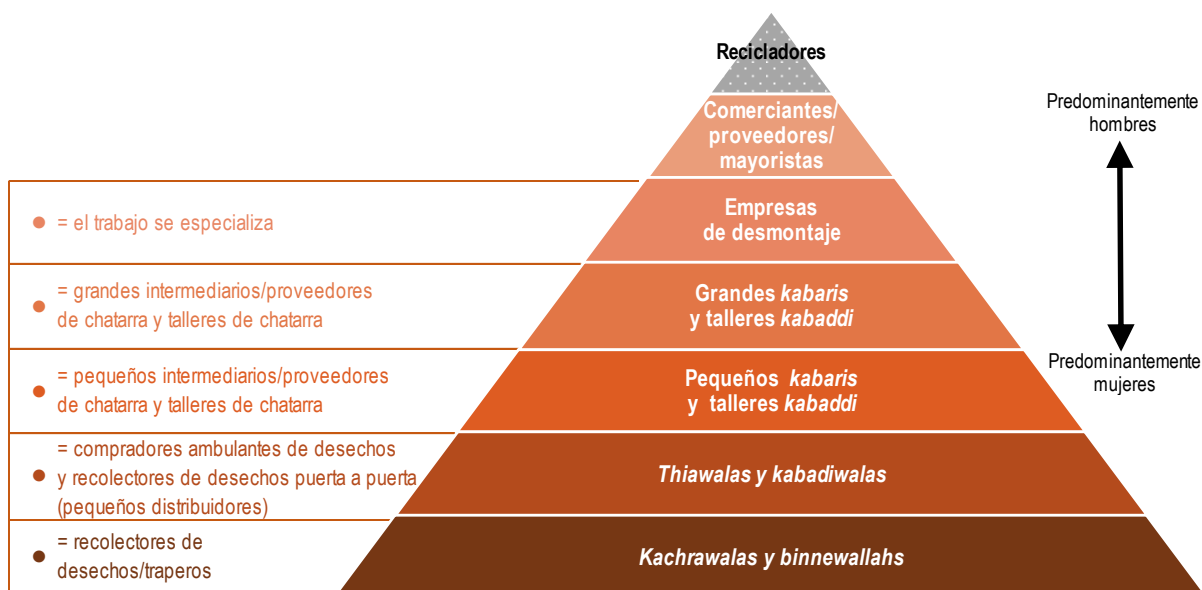 Recicladores
Comerciantes/
proveedores/
mayoristas
Predominantemente
hombres
= el trabajo se especializa
Empresas
de desmontaje
= grandes intermediarios/proveedores
de chatarra y talleres de chatarra
Grandes kabaris
y talleres kabaddi
Predominantemente
mujeres
= pequeños intermediarios/proveedores
de chatarra y talleres de chatarra
Pequeños kabaris
y talleres kabaddi
= compradores ambulantes de desechos
y recolectores de desechos puerta a puerta
(pequeños distribuidores)
Thiawalas y kabadiwalas
= recolectores de
desechos/traperos
Kachrawalas y binnewallahs